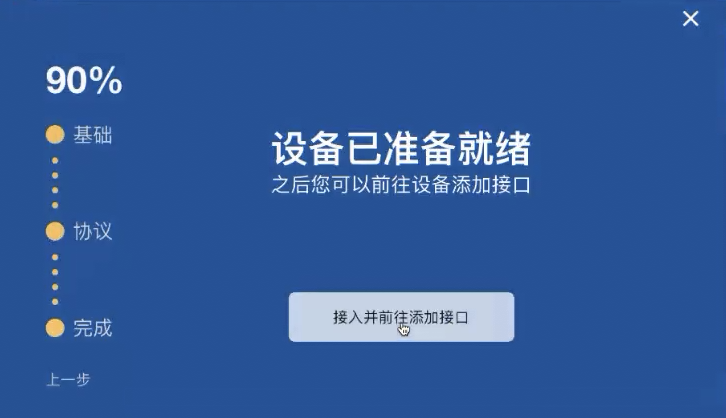 90%
基础
协议
完成
上一步
设备已准备就绪
之后您可以前往设备添加接口
接入并前往添加接口